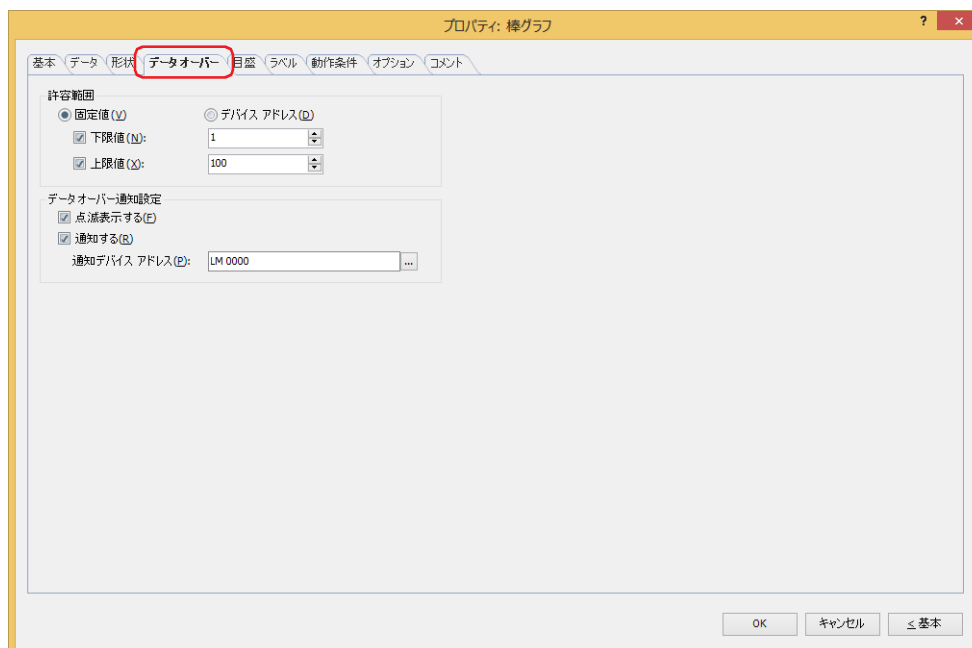 プロパティ: 棒グラフ ? ×
基本 データ 形状 データオーバー 目盛 ラベル 動作条件 オプション コメント
許容範囲
固定値(V) デバイス アドレス(D)
下限値(N): 1
上限値(X): 100
データオーバー通知設定
点滅表示する(F)
通知する(R)
通知デバイス アドレス(P): LM 0000 ...
OK キャンセル ≤ 基本